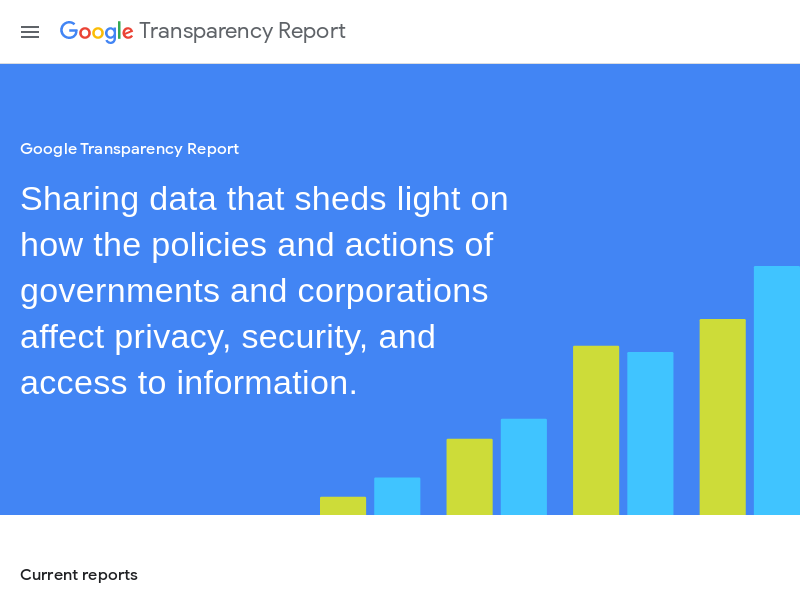 Google Transparency Report
Google Transparency Report
Sharing data that sheds light on
how the policies and actions of
governments and corporations
affect privacy, security, and
access to information.
Current reports